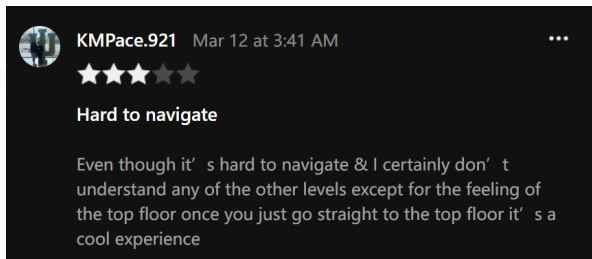 KMPace.921 Mar 12 at 3:41 AM
Hard to navigate
Even though it’s hard to navigate & I certainly don’t
understand any of the other levels except for the feeling of
the top floor once you just go straight to the top floor it’s a
cool experience